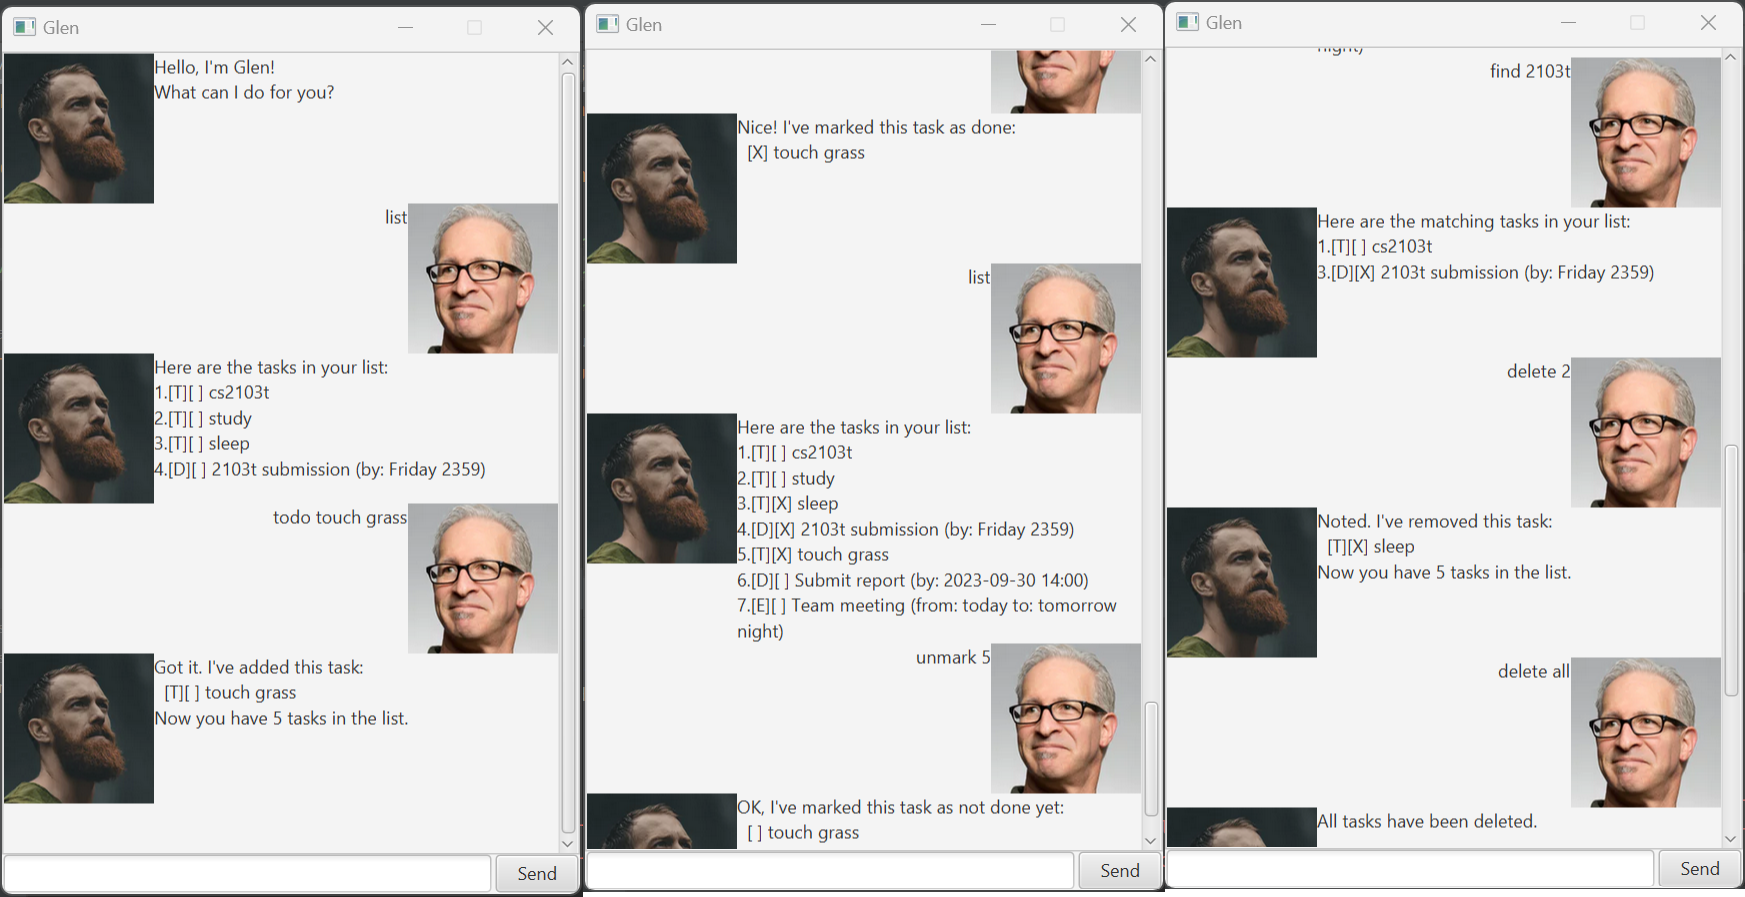 Glen
Hello, I'm Glen!
What can I do for you?
list
Here are the tasks in your list:
1.[T][ ] cs2103t
2.[T][ ] study
3.[T][ ] sleep
4.[D][ ] 2103t submission (by: Friday 2359)
todo touch grass
Got it. I've added this task:
[T][ ] touch grass
Now you have 5 tasks in the list.
Send
Glen
Nice! I've marked this task as done:
[X] touch grass
list
Here are the tasks in your list:
1.[T][ ] cs2103t
2.[T][ ] study
3.[T][X] sleep
4.[D][X] 2103t submission (by: Friday 2359)
5.[T][X] touch grass
6.[D][ ] Submit report (by: 2023-09-30 14:00)
7.[E][ ] Team meeting (from: today to: tomorrow
night)
unmark 5
OK, I've marked this task as not done yet:
[ ] touch grass
Send
Glen
night)
find 2103t
Here are the matching tasks in your list:
1.[T][ ] cs2103t
3.[D][X] 2103t submission (by: Friday 2359)
delete 2
Noted. I've removed this task:
[T][X] sleep
Now you have 5 tasks in the list.
delete all
All tasks have been deleted.
Send